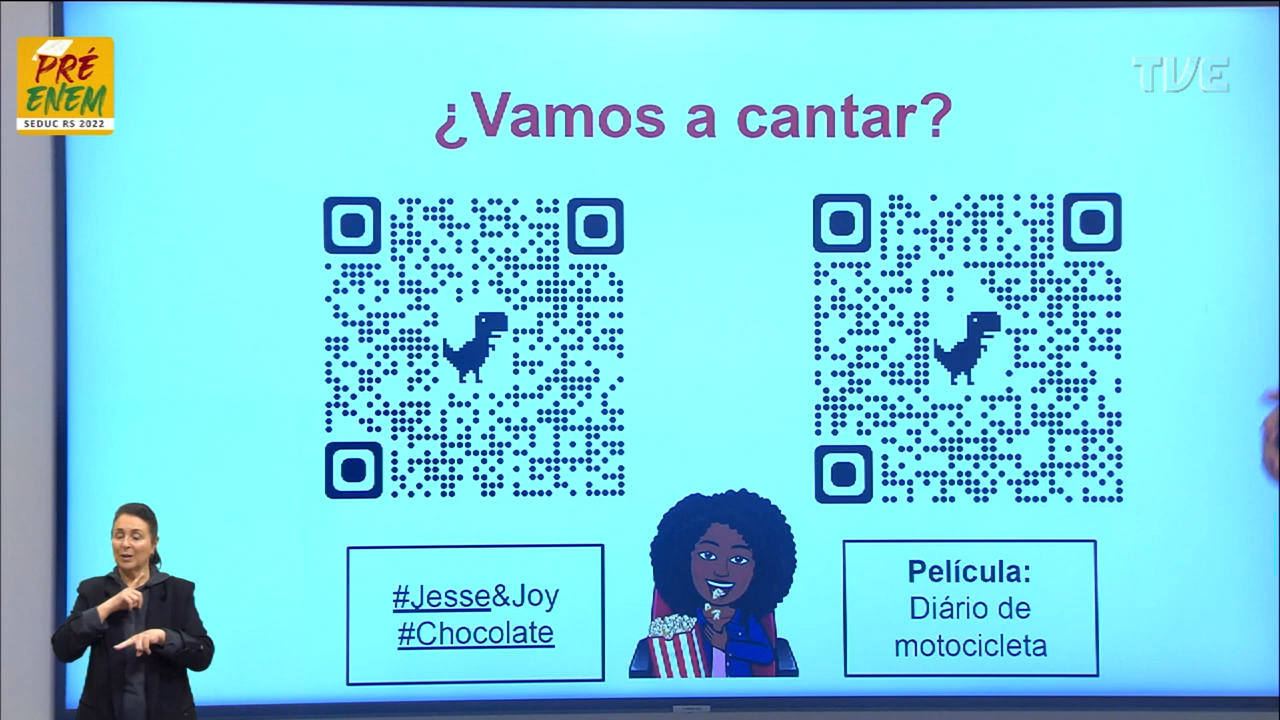 PRÉ
ENEM
SEDUC RS 2022
TVE
¿Vamos a cantar?
#Jesse&Joy
#Chocolate
Película:
Diário de
motocicleta